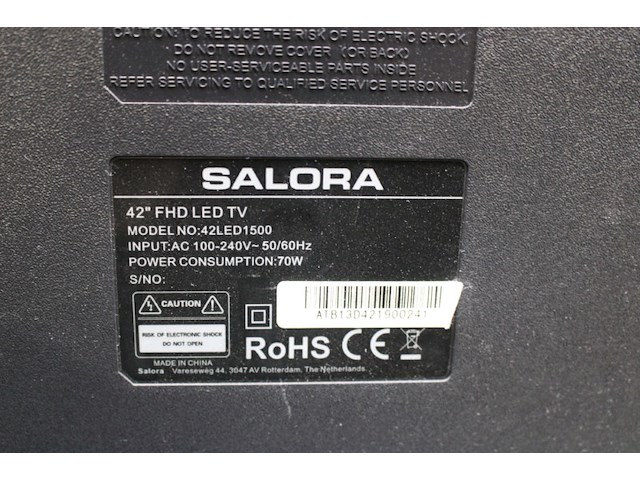 CAUTION: TO REDUCE THE RISK OF ELECTRIC SHOCK
DO NOT REMOVE COVER (OR BACK)
NO USER-SERVICEABLE PARTS INSIDE
REFER SERVICING TO QUALIFIED SERVICE PERSONNEL
SALORA
42" FHD LED TV
MODEL NO:42LED1500
INPUT:AC 100-240V~ 50/60Hz
POWER CONSUMPTION:70W
S/NO:
ATB13D421900241
CAUTION
RISK OF ELECTRONIC SHOCK
DO NOT OPEN
RoHS CE
MADE IN CHINA
Salora Vareseweg 44, 3047 AV Rotterdam, The Netherlands